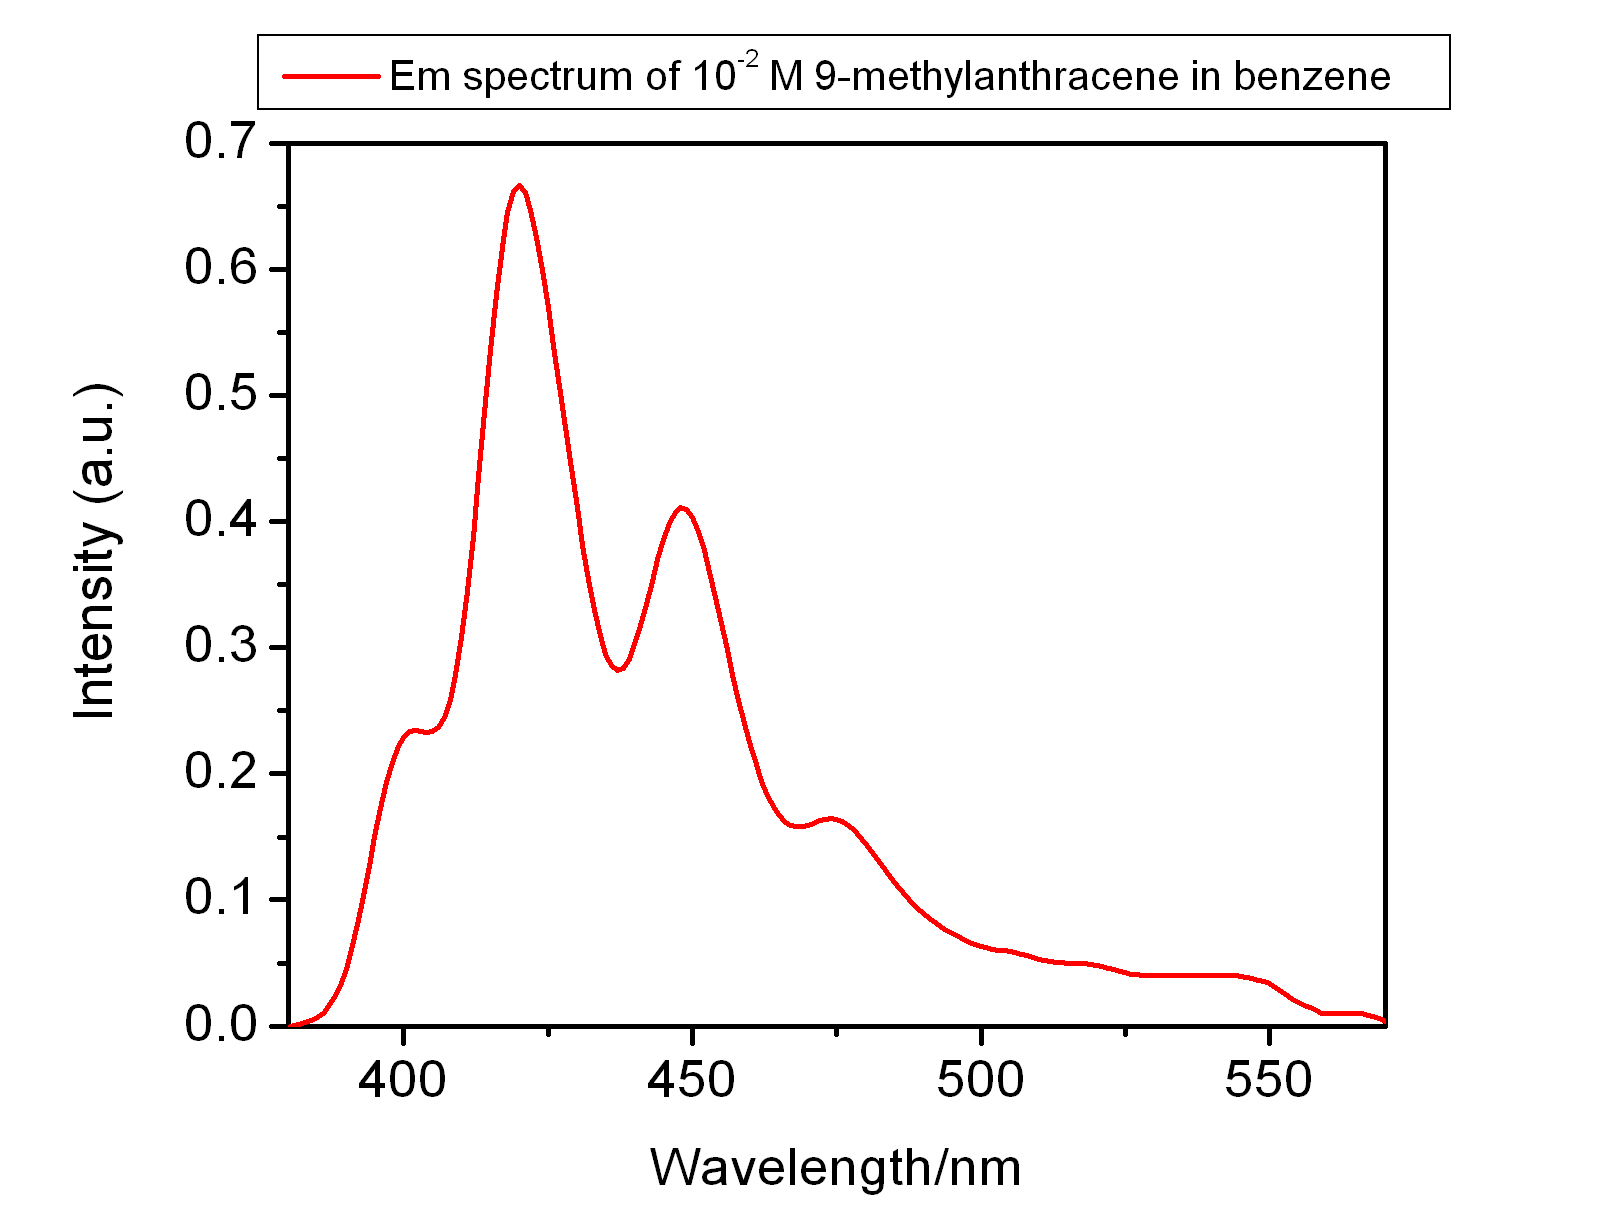 Em spectrum of 10⁻² M 9-methylanthracene in benzene
0.7
0.6
0.5
0.4
0.3
0.2
0.1
0.0
Intensity (a.u.)
400 450 500 550
Wavelength/nm